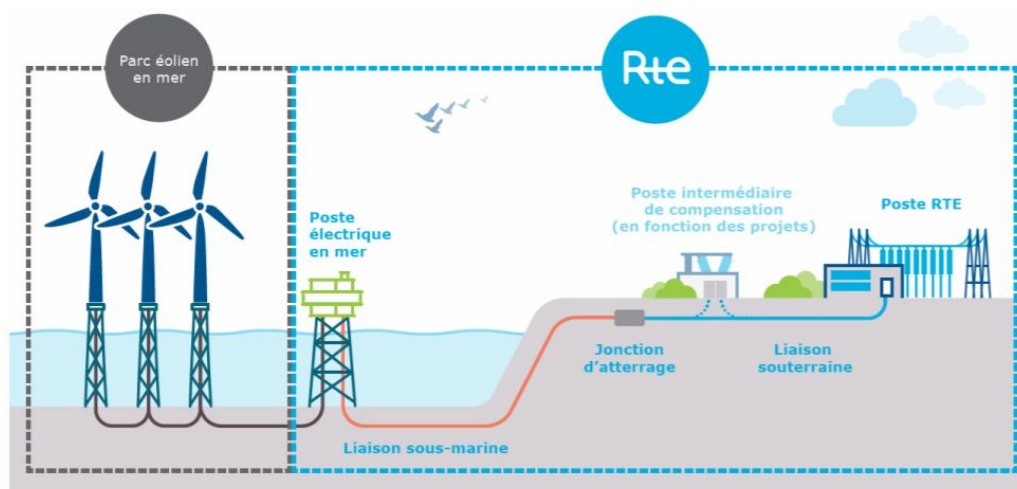 Parc éolien
en mer
Rte
Poste
électrique
en mer
Poste intermédiaire
de compensation
(en fonction des projets)
Poste RTE
Jonction
d'atterrage
Liaison
souterraine
Liaison sous-marine